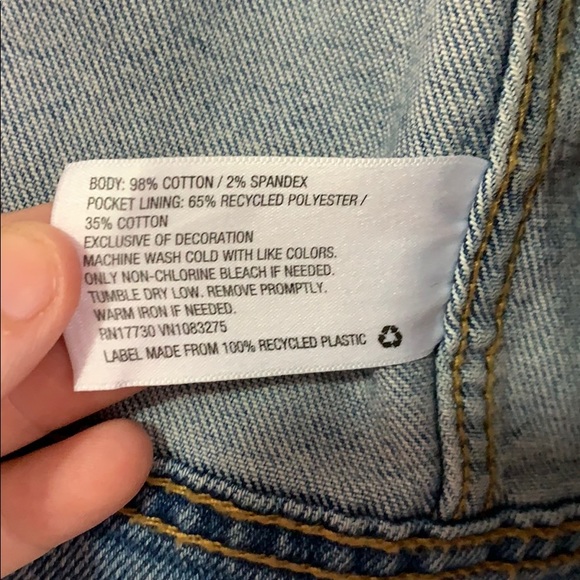 BODY: 98% COTTON / 2% SPANDEX
POCKET LINING: 65% RECYCLED POLYESTER /
35% COTTON
EXCLUSIVE OF DECORATION
MACHINE WASH COLD WITH LIKE COLORS.
ONLY NON-CHLORINE BLEACH IF NEEDED.
TUMBLE DRY LOW. REMOVE PROMPTLY.
WARM IRON IF NEEDED.
RN17730 VN1083275
LABEL MADE FROM 100% RECYCLED PLASTIC